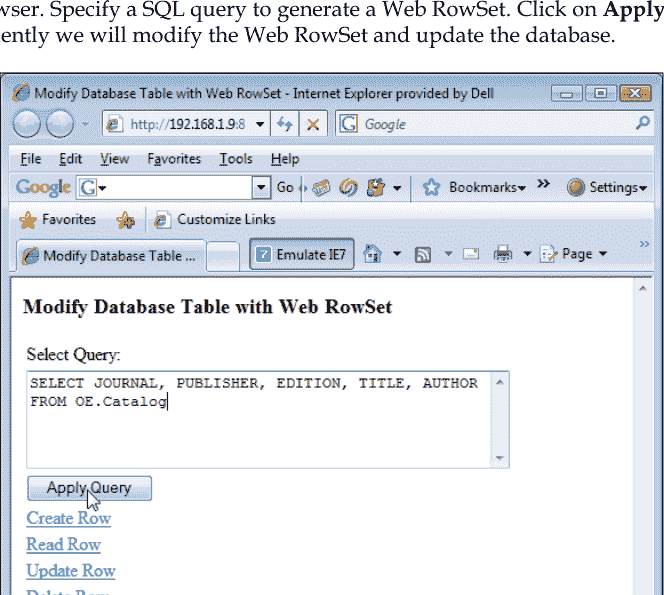 wser. Specify a SQL query to generate a Web RowSet. Click on Apply
ently we will modify the Web RowSet and update the database.
Modify Database Table with Web RowSet - Internet Explorer provided by Dell
http://192.168.1.9:8
G Google
File Edit View Favorites Tools Help
Google G Go Bookmarks >> Settings
Favorites Customize Links
Modify Database Table ... ? Emulate IE7 Page >>
Modify Database Table with Web RowSet
Select Query:
SELECT JOURNAL, PUBLISHER, EDITION, TITLE, AUTHOR
FROM OE.Catalog
Apply Query
Create Row
Read Row
Update Row
Delete Row